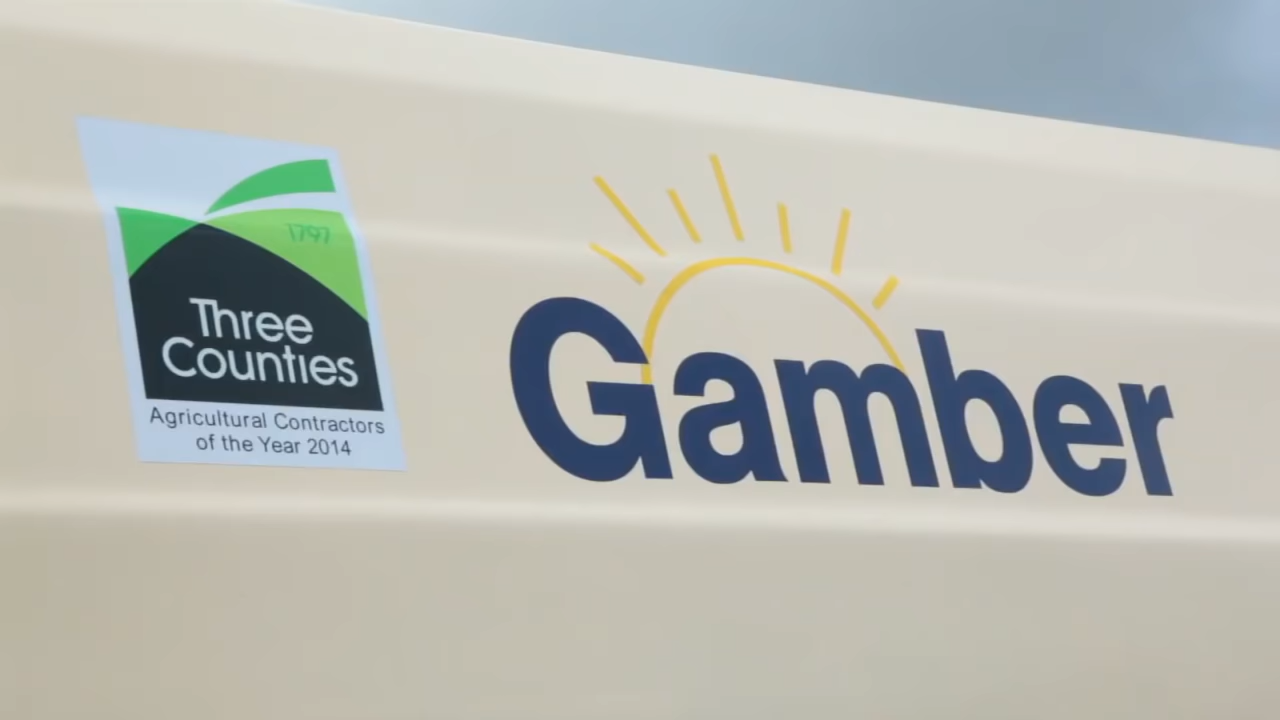 1797
Three
Counties
Agricultural Contractors
of the Year 2014
Gamber